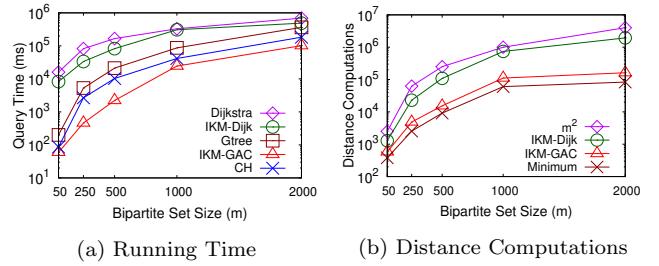 Query Time (ms)
10^6
10^5
10^4
10^3
10^2
10^1
50 250 500 1000 2000
Bipartite Set Size (m)
Dijkstra
IKM-Dijk
Gtree
IKM-GAC
CH
(a) Running Time
Distance Computations
10^7
10^6
10^5
10^4
10^3
10^2
50 250 500 1000 2000
Bipartite Set Size (m)
m^2
IKM-Dijk
IKM-GAC
Minimum
(b) Distance Computations